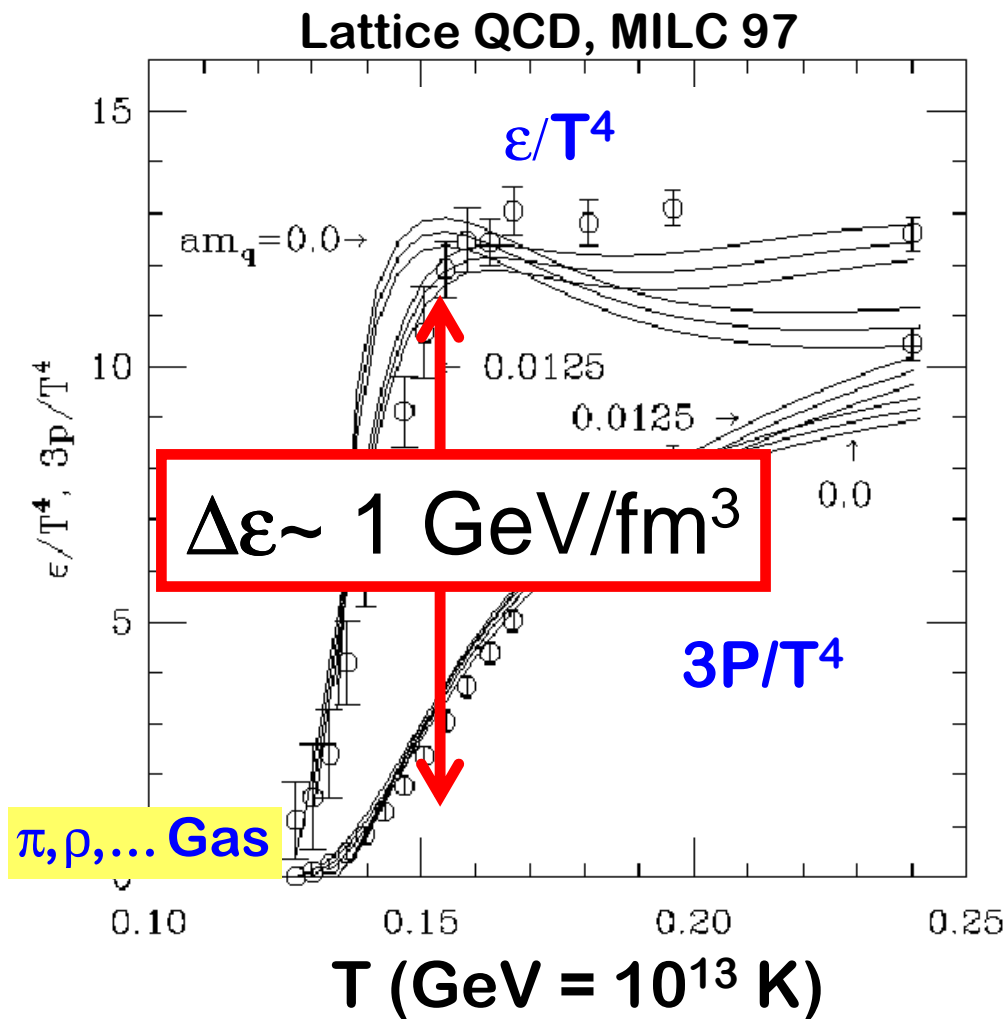 Lattice QCD, MILC 97
15
ε/T⁴
am_q=0.0→
10
← 0.0125
0.0125 →
↑
0.0
ϵ/T⁴, 3p/T⁴
Δε~ 1 GeV/fm³
5
3P/T⁴
π,ρ,... Gas
0
0.10 0.15 0.20 0.25
T (GeV = 10¹³ K)